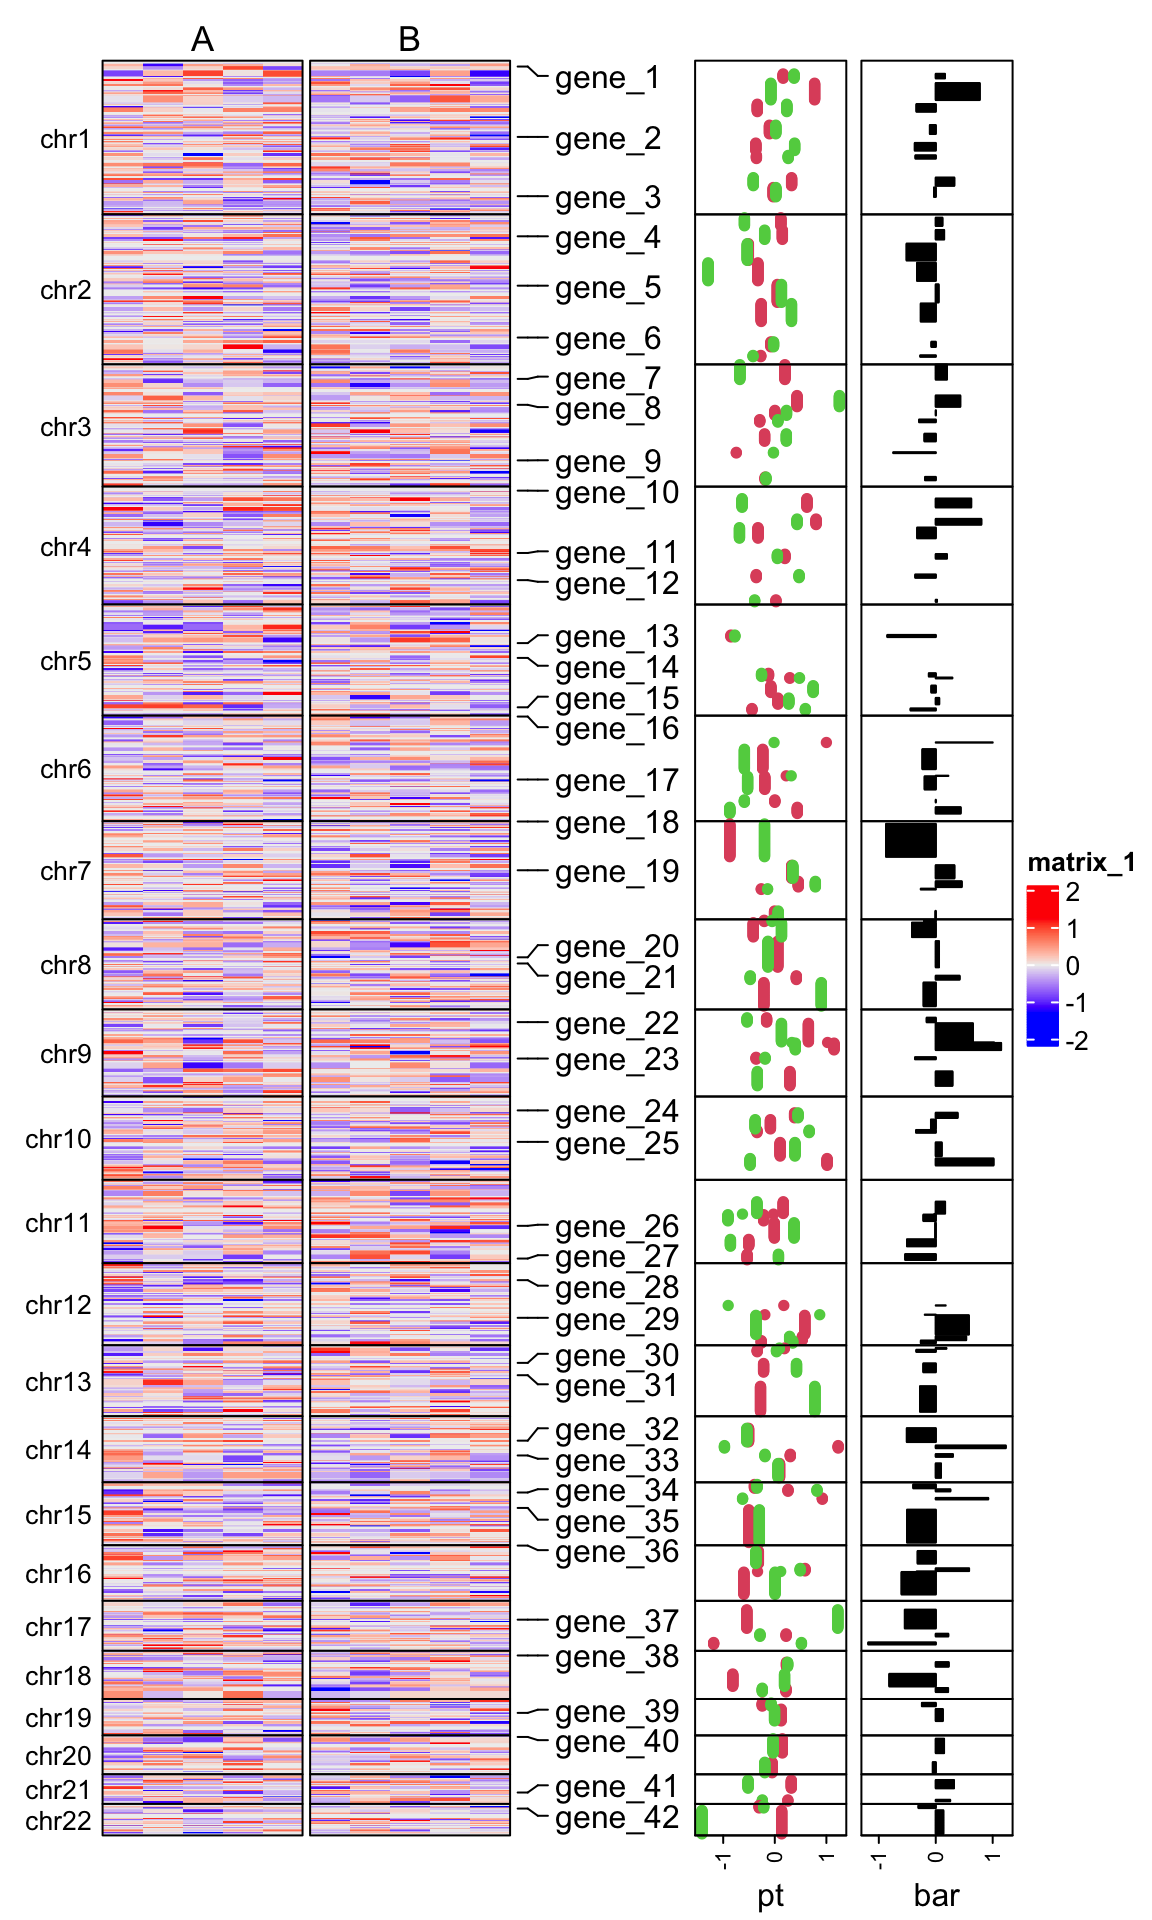 A B
chr1
chr2
chr3
chr4
chr5
chr6
chr7
chr8
chr9
chr10
chr11
chr12
chr13
chr14
chr15
chr16
chr17
chr18
chr19
chr20
chr21
chr22
gene_1
gene_2
gene_3
gene_4
gene_5
gene_6
gene_7
gene_8
gene_9
gene_10
gene_11
gene_12
gene_13
gene_14
gene_15
gene_16
gene_17
gene_18
gene_19
gene_20
gene_21
gene_22
gene_23
gene_24
gene_25
gene_26
gene_27
gene_28
gene_29
gene_30
gene_31
gene_32
gene_33
gene_34
gene_35
gene_36
gene_37
gene_38
gene_39
gene_40
gene_41
gene_42
-1 0 1
pt
-1 0 1
bar
matrix_1
2
1
0
-1
-2